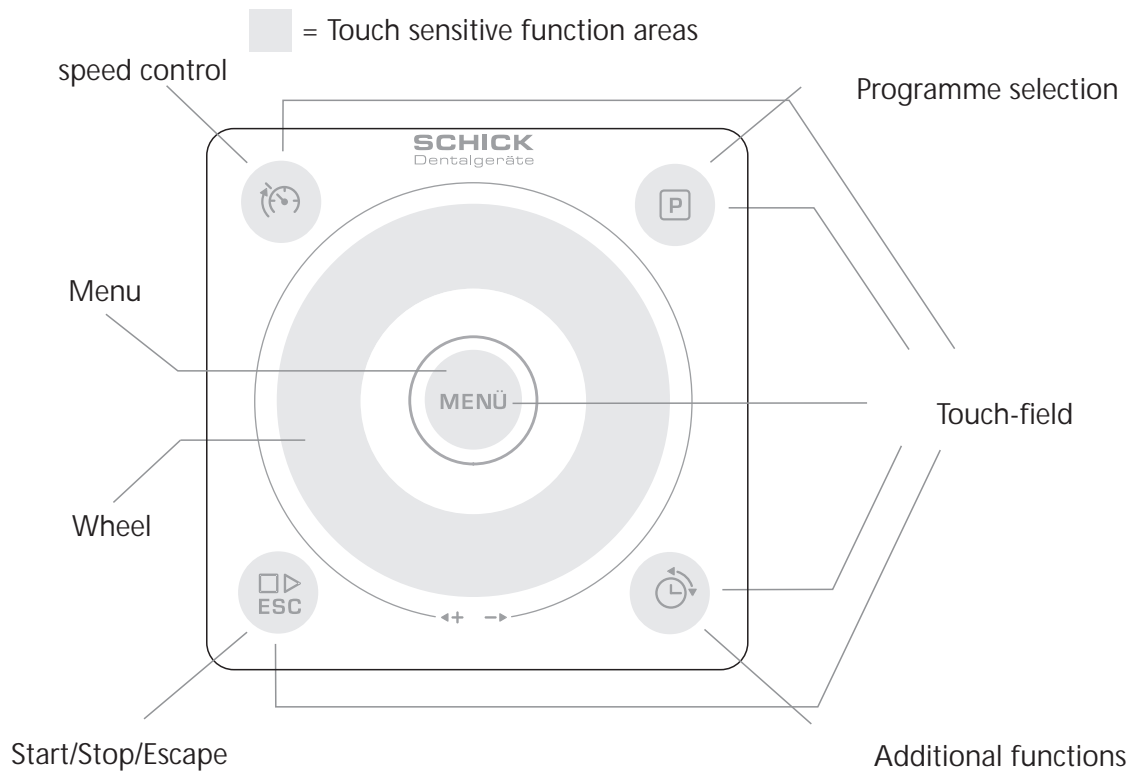 = Touch sensitive function areas
speed control
Programme selection
SCHICK
Dentalgeräte
P
Menu
MENÜ
Touch-field
Wheel
ESC
+ −
Start/Stop/Escape
Additional functions